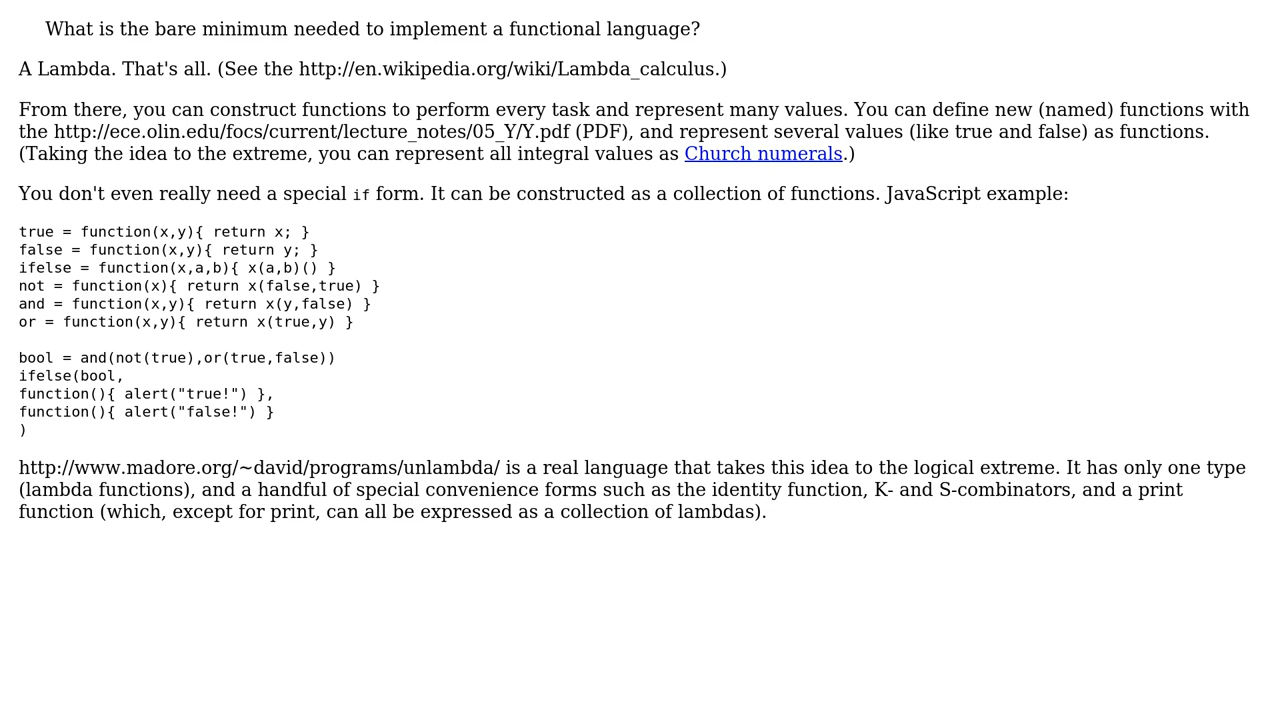 What is the bare minimum needed to implement a functional language?
A Lambda. That's all. (See the http://en.wikipedia.org/wiki/Lambda_calculus.)
From there, you can construct functions to perform every task and represent many values. You can define new (named) functions with
the http://ece.olin.edu/focs/current/lecture_notes/05_Y/Y.pdf (PDF), and represent several values (like true and false) as functions.
(Taking the idea to the extreme, you can represent all integral values as Church numerals.)
You don't even really need a special if form. It can be constructed as a collection of functions. JavaScript example:
true = function(x,y){ return x; }
false = function(x,y){ return y; }
ifelse = function(x,a,b){ x(a,b)() }
not = function(x){ return x(false,true) }
and = function(x,y){ return x(y,false) }
or = function(x,y){ return x(true,y) }
bool = and(not(true),or(true,false))
ifelse(bool,
function(){ alert("true!") },
function(){ alert("false!") }
)
http://www.madore.org/~david/programs/unlambda/ is a real language that takes this idea to the logical extreme. It has only one type
(lambda functions), and a handful of special convenience forms such as the identity function, K- and S-combinators, and a print
function (which, except for print, can all be expressed as a collection of lambdas).